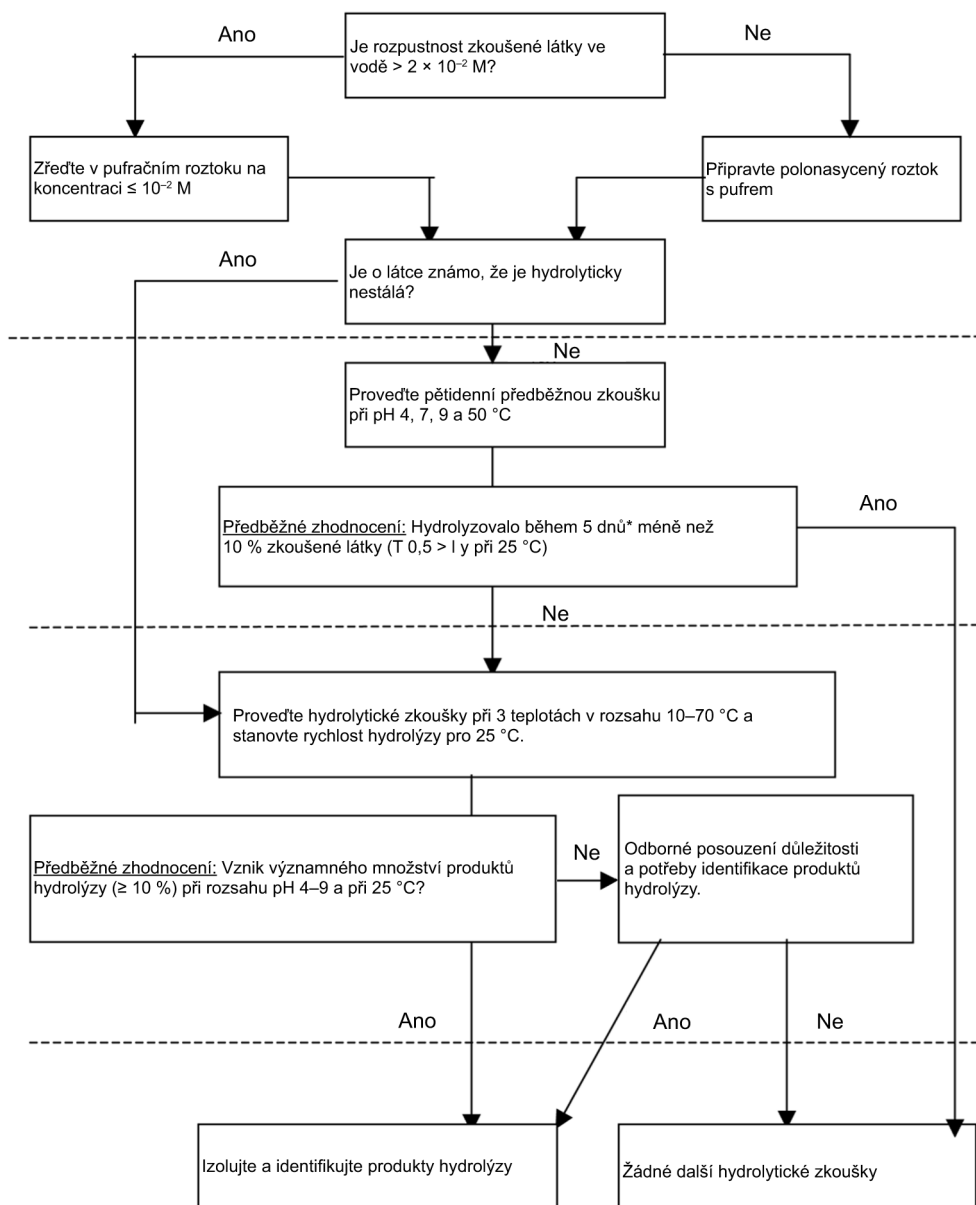 Ano
Je rozpustnost zkoušené látky ve
vodě > 2 × 10⁻² M?
Ne
Zřeďte v pufračním roztoku na
koncentraci ≤ 10⁻² M
Připravte polonasycený roztok
s pufrem
Ano
Je o látce známo, že je hydrolyticky
nestálá?
Ne
Proveďte pětidenní předběžnou zkoušku
při pH 4, 7, 9 a 50 °C
Předběžné zhodnocení: Hydrolyzovalo během 5 dnů* méně než
10 % zkoušené látky (T 0,5 > l y při 25 °C)
Ano
Ne
Proveďte hydrolytické zkoušky při 3 teplotách v rozsahu 10–70 °C a
stanovte rychlost hydrolýzy pro 25 °C.
Předběžné zhodnocení: Vznik významného množství produktů
hydrolýzy (≥ 10 %) při rozsahu pH 4–9 a při 25 °C?
Ne
Odborné posouzení důležitosti
a potřeby identifikace produktů
hydrolýzy.
Ano
Ano
Ne
Izolujte a identifikujte produkty hydrolýzy
Žádné další hydrolytické zkoušky